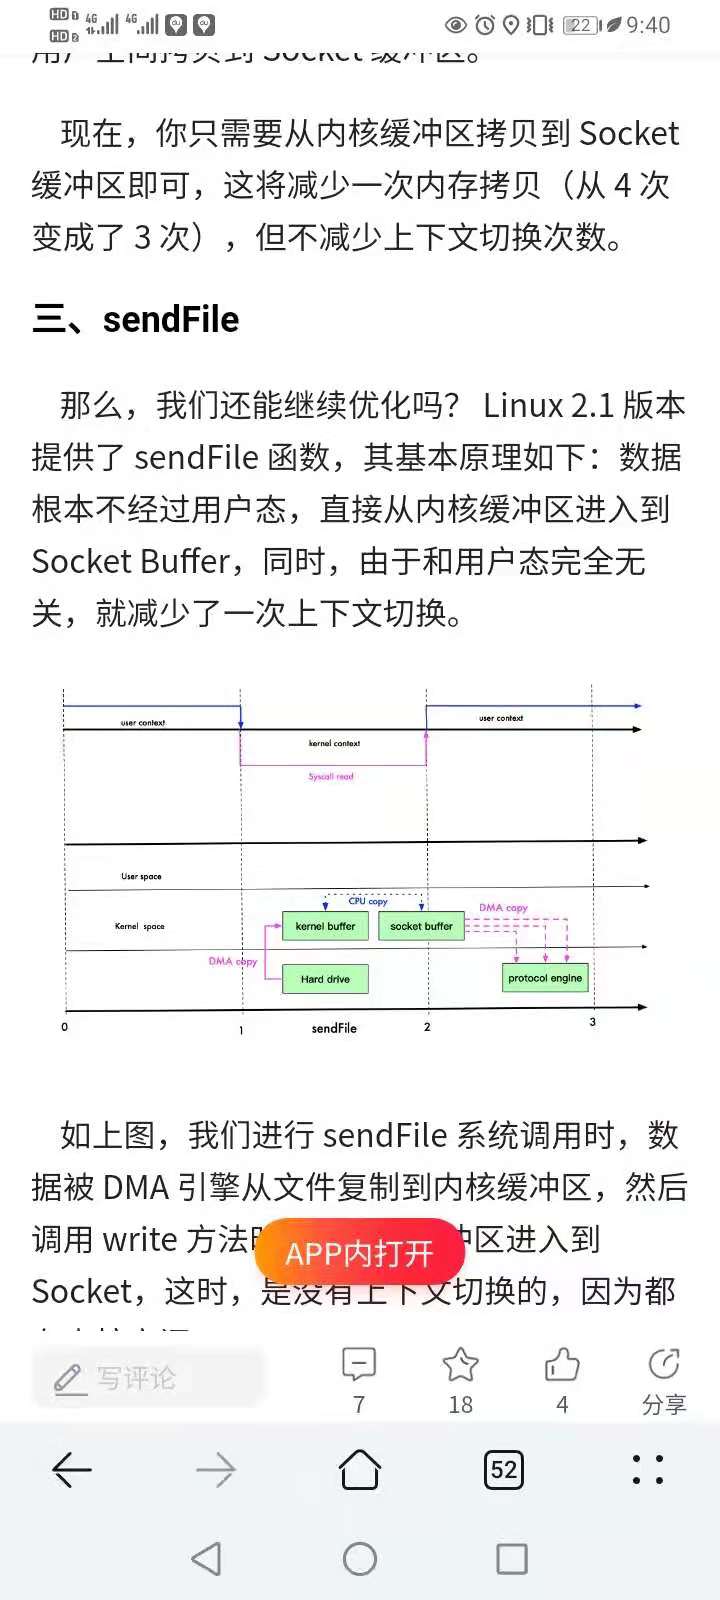 HD 1 4G 4G 22 9:40
HD 2
现在，你只需要从内核缓冲区拷贝到 Socket
缓冲区即可，这将减少一次内存拷贝（从 4 次
变成了 3 次），但不减少上下文切换次数。
三、sendFile
那么，我们还能继续优化吗？ Linux 2.1 版本
提供了 sendFile 函数，其基本原理如下：数据
根本不经过用户态，直接从内核缓冲区进入到
Socket Buffer，同时，由于和用户态完全无
关，就减少了一次上下文切换。
user context
user context
kernel context
Syscall read
User space
CPU copy
DMA copy
Kernel space
kernel buffer
socket buffer
DMA copy
Hard drive
protocol engine
0
1
sendFile
2
3
如上图，我们进行 sendFile 系统调用时，数
据被 DMA 引擎从文件复制到内核缓冲区，然后
调用 write 方法 冲区进入到
APP内打开
Socket，这时，是没有上下文切换的，因为都
写评论
7
18
4
分享
52